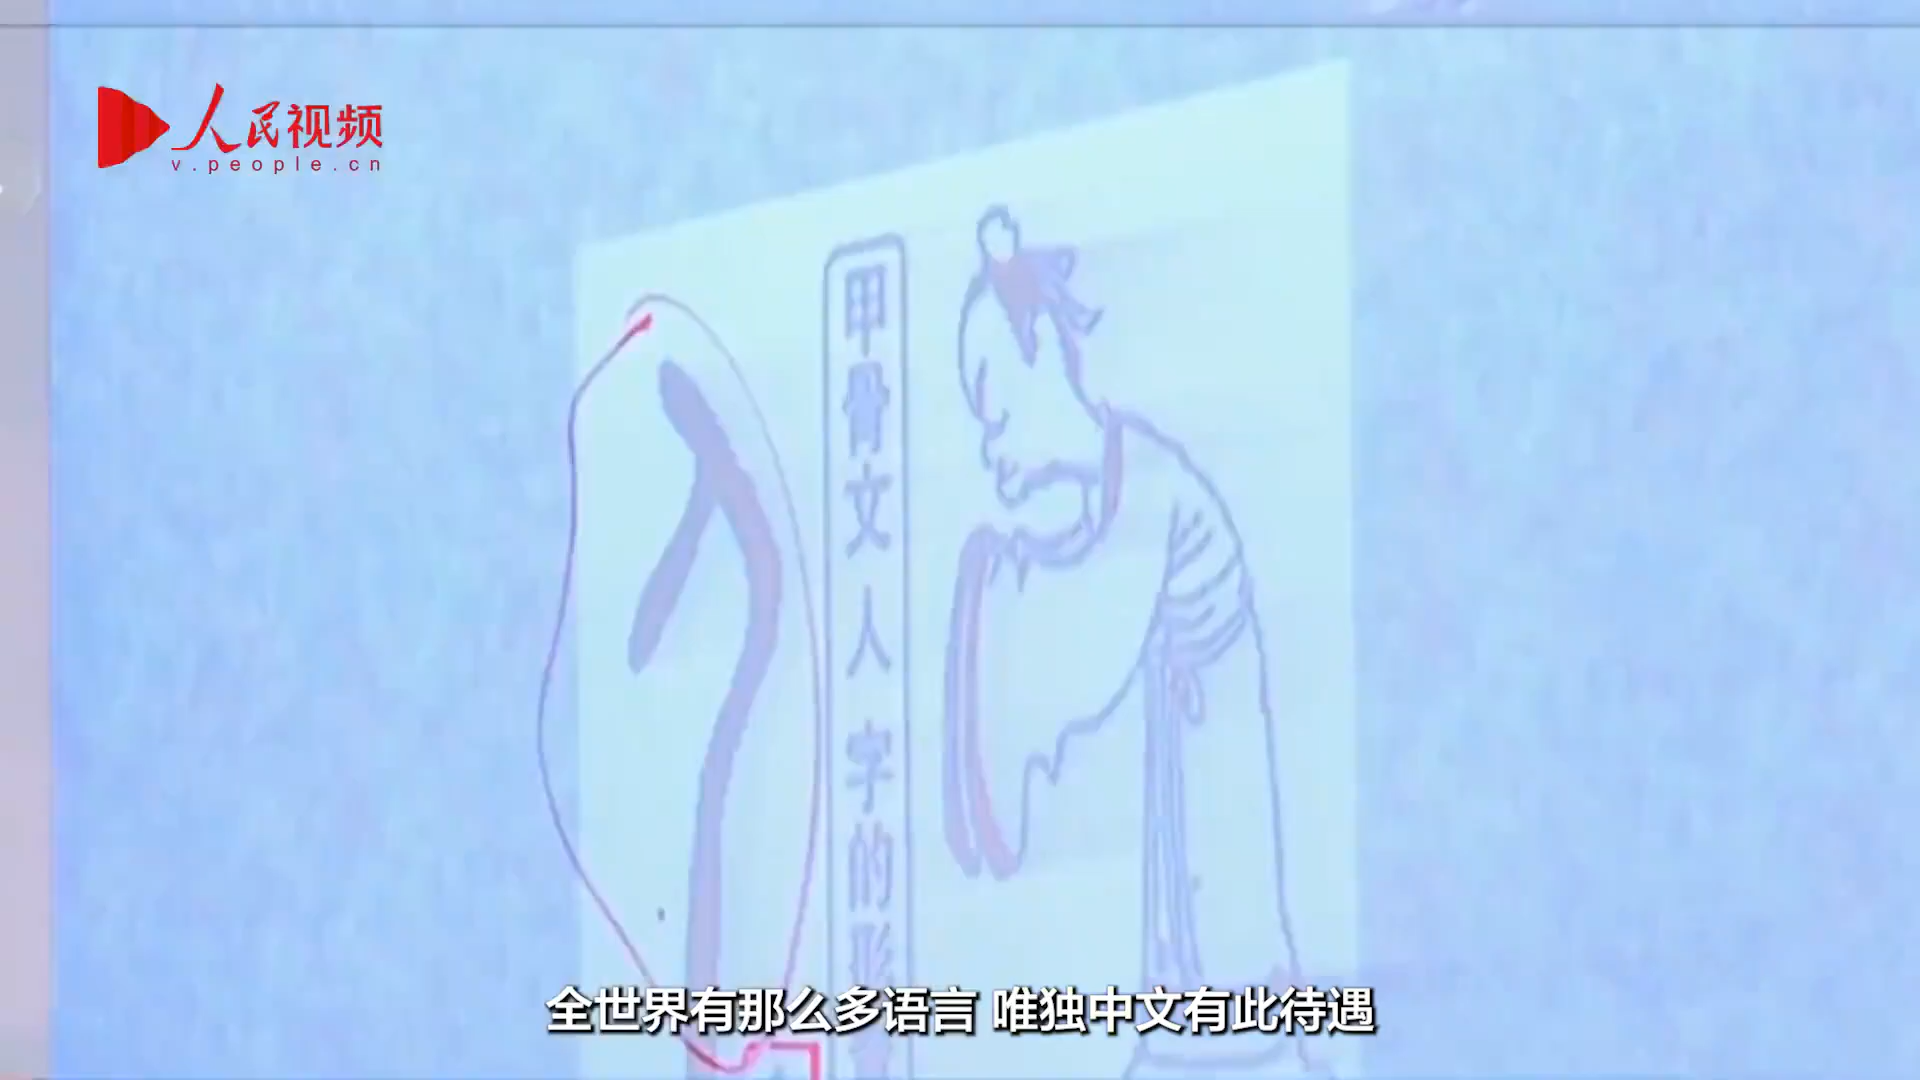 人民视频
v.people.cn
甲骨文人字的形
全世界有那么多语言 唯独中文有此待遇